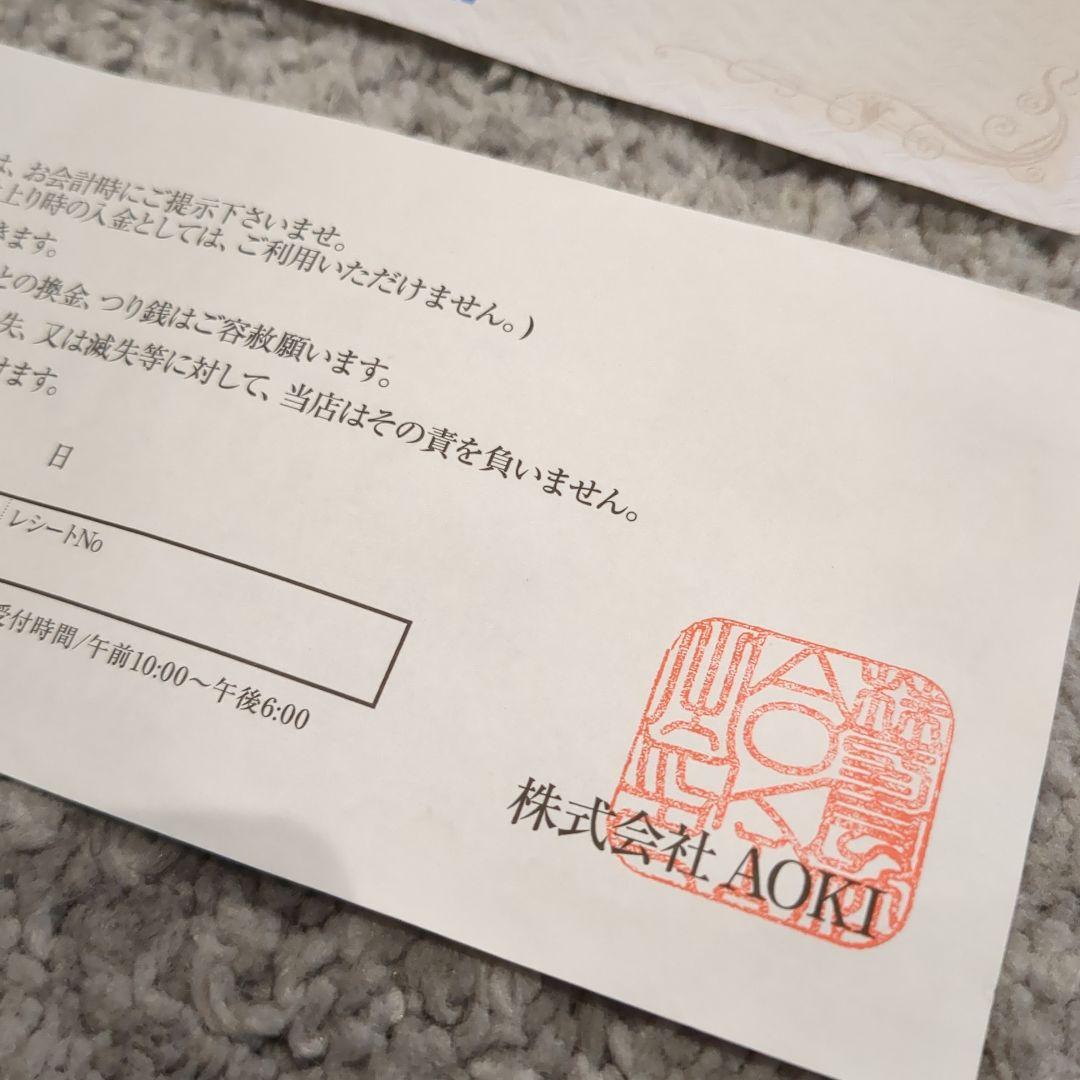 は、お会計時にご提示下さいませ。
上り時の入金としては、ご利用いただけません。)
きます。
との換金、つり銭はご容赦願います。
失、又は滅失等に対して、当店はその責を負いません。
けます。
日
レシートNo
受付時間/午前10:00〜午後6:00
株式会社 AOKI